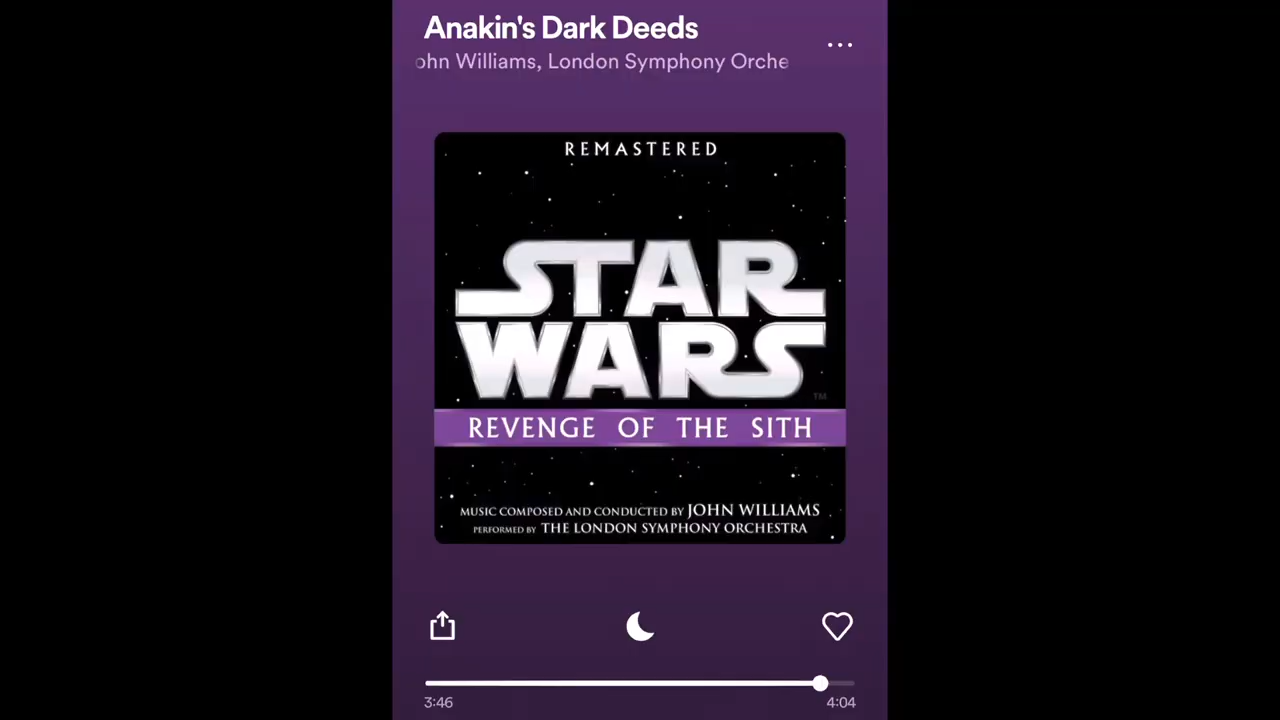 Anakin's Dark Deeds
ohn Williams, London Symphony Orche
REMASTERED
STAR
WARS
TM
REVENGE OF THE SITH
MUSIC COMPOSED AND CONDUCTED BY JOHN WILLIAMS
PERFORMED BY THE LONDON SYMPHONY ORCHESTRA
3:46
4:04